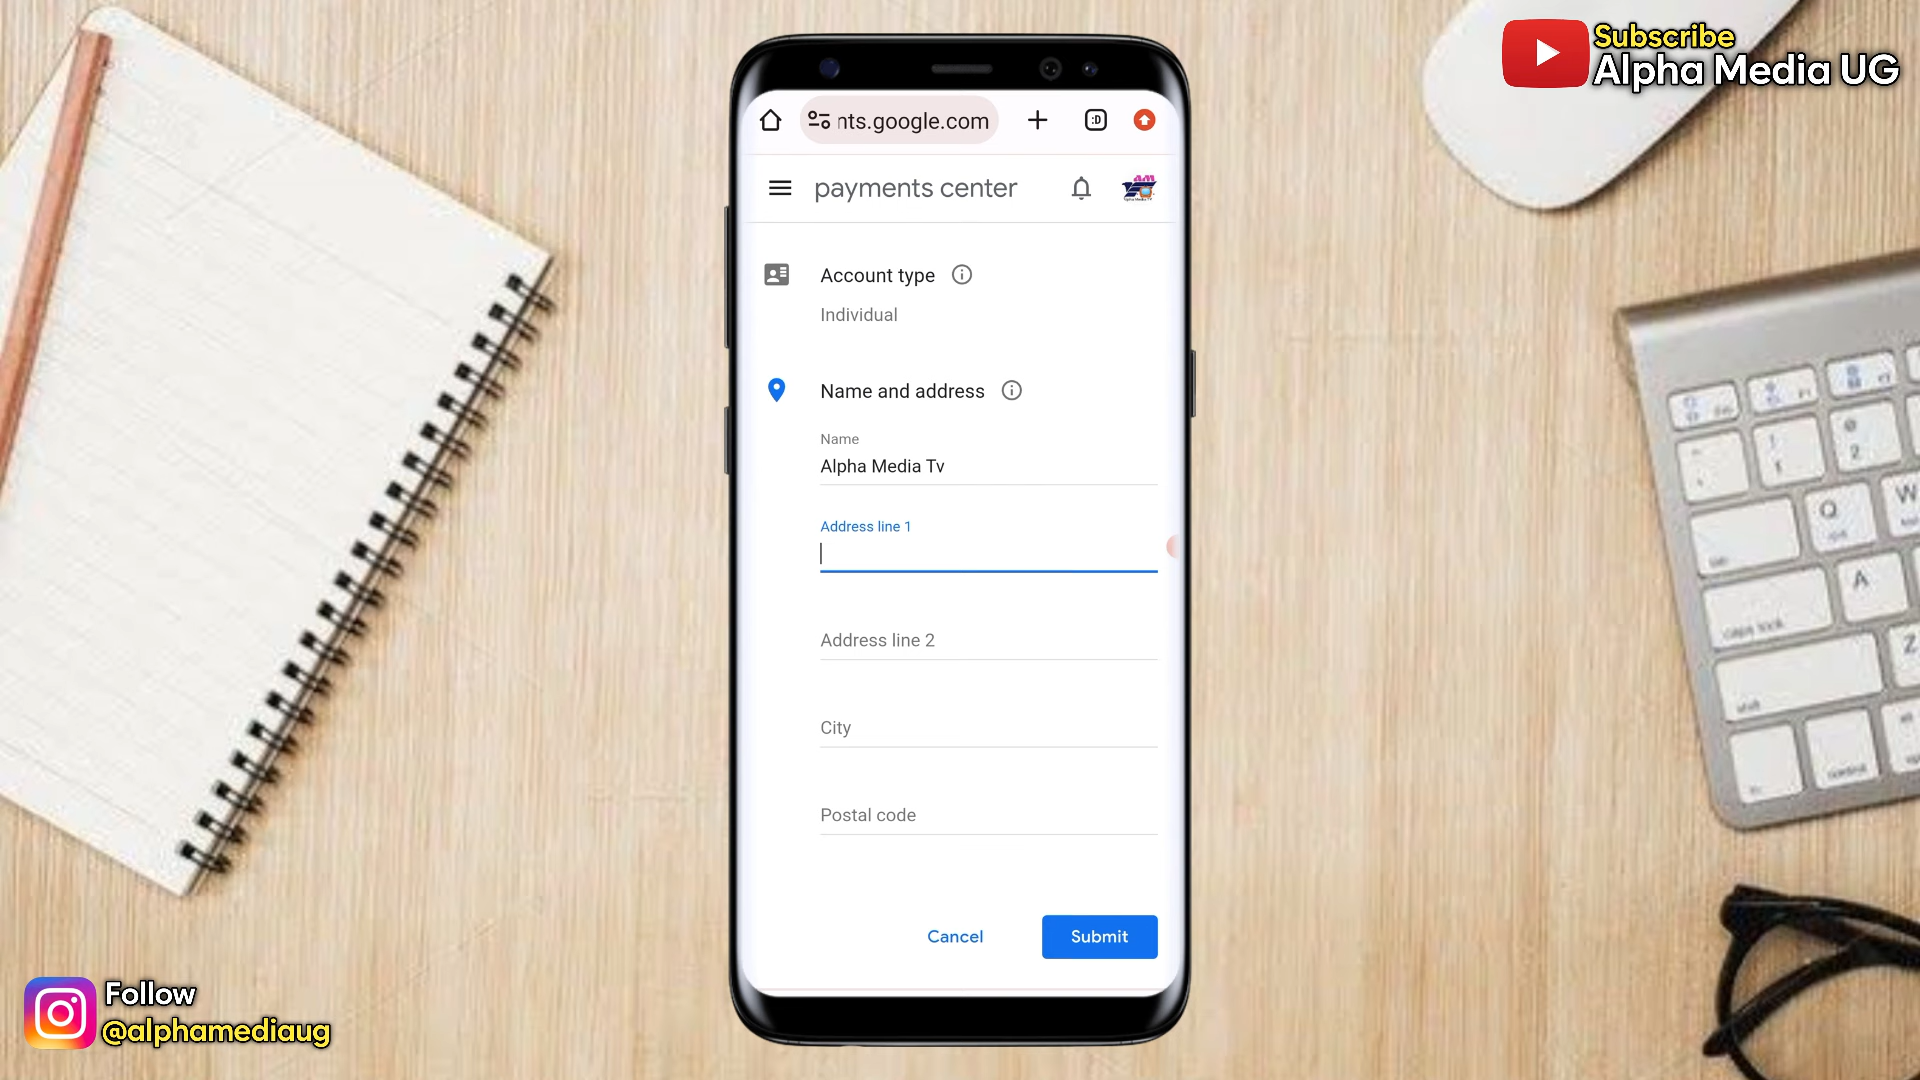 Subscribe
Alpha Media UG
:D
nts.google.com
payments center
Account type
Individual
Name and address
Name
Alpha Media Tv
Address line 1
Address line 2
City
Postal code
Cancel
Submit
Follow
@alphamediaug
Q
W
A
Z
2